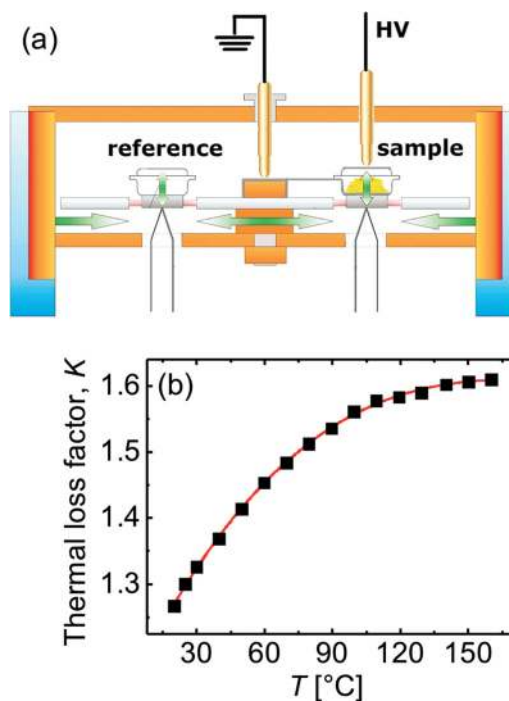 (a)
HV
reference
sample
(b)
Thermal loss factor, K
1.6
1.5
1.4
1.3
30 60 90 120 150
T [°C]